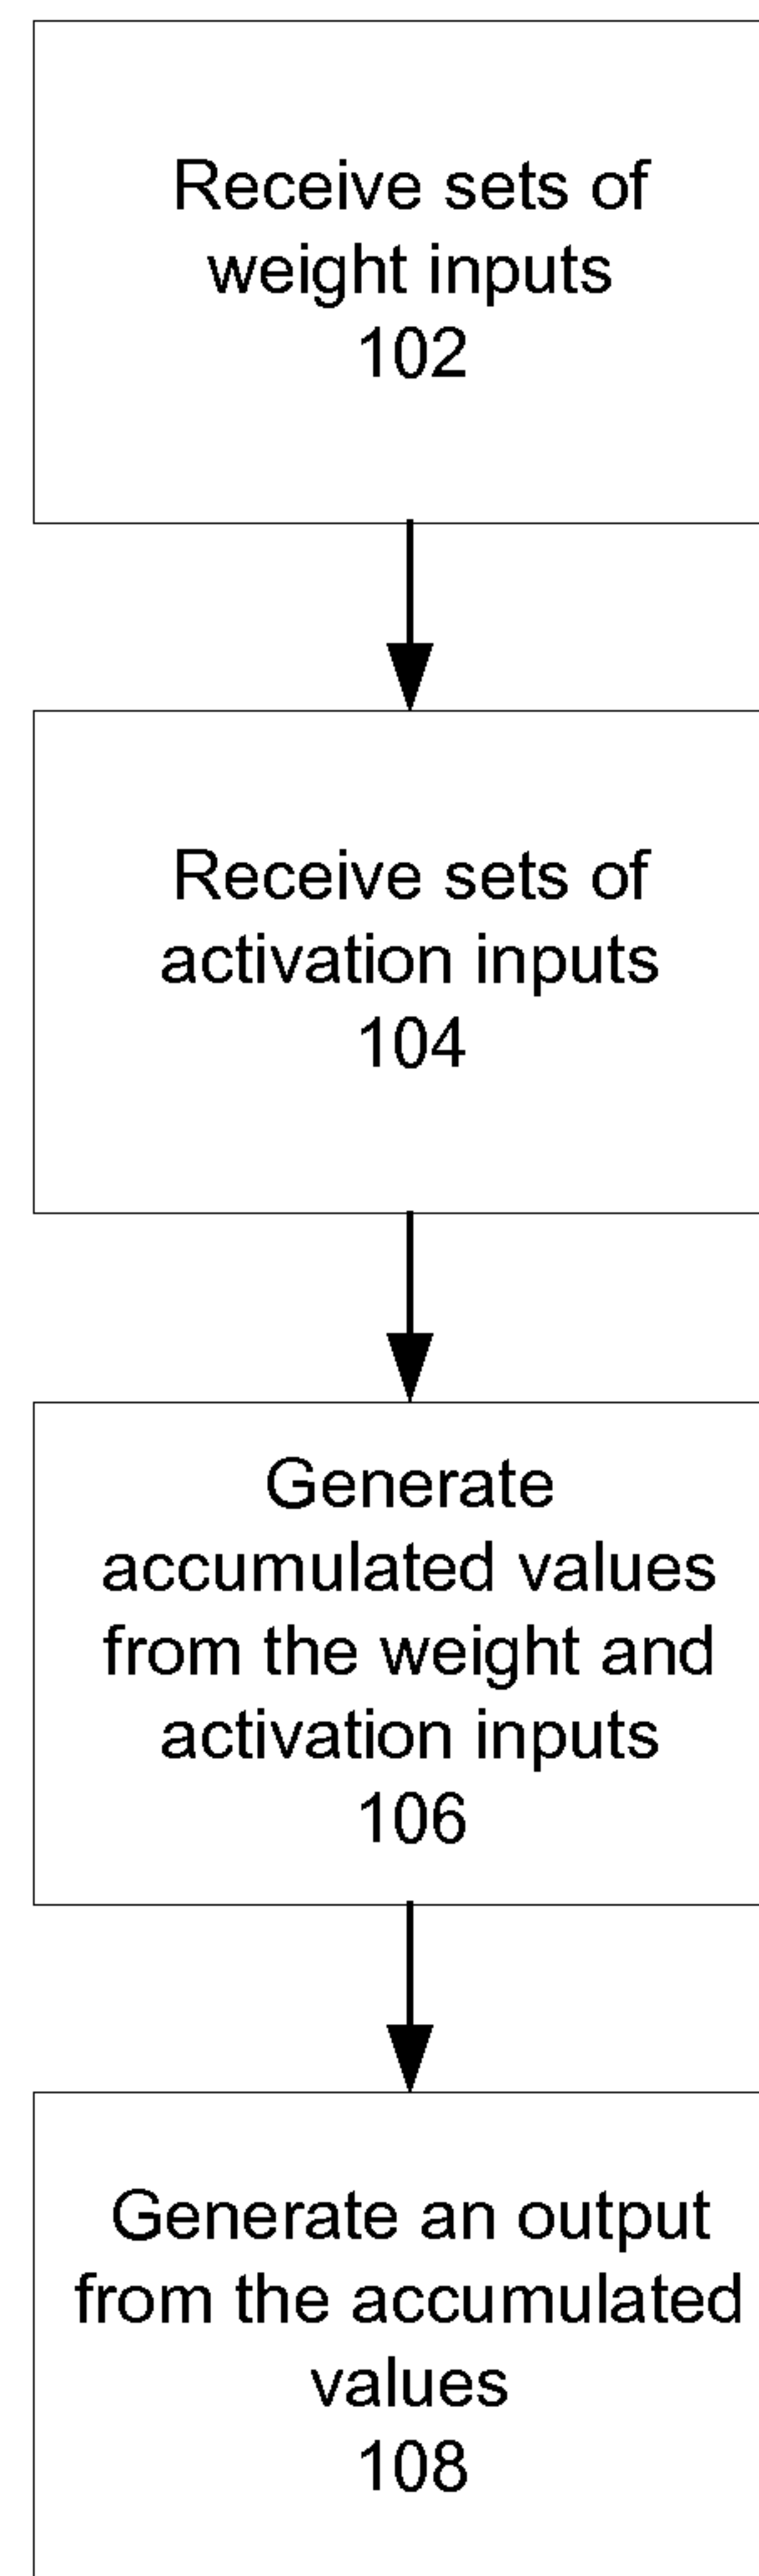 Receive sets of
weight inputs
102
Receive sets of
activation inputs
104
Generate
accumulated values
from the weight and
activation inputs
106
Generate an output
from the accumulated
values
108